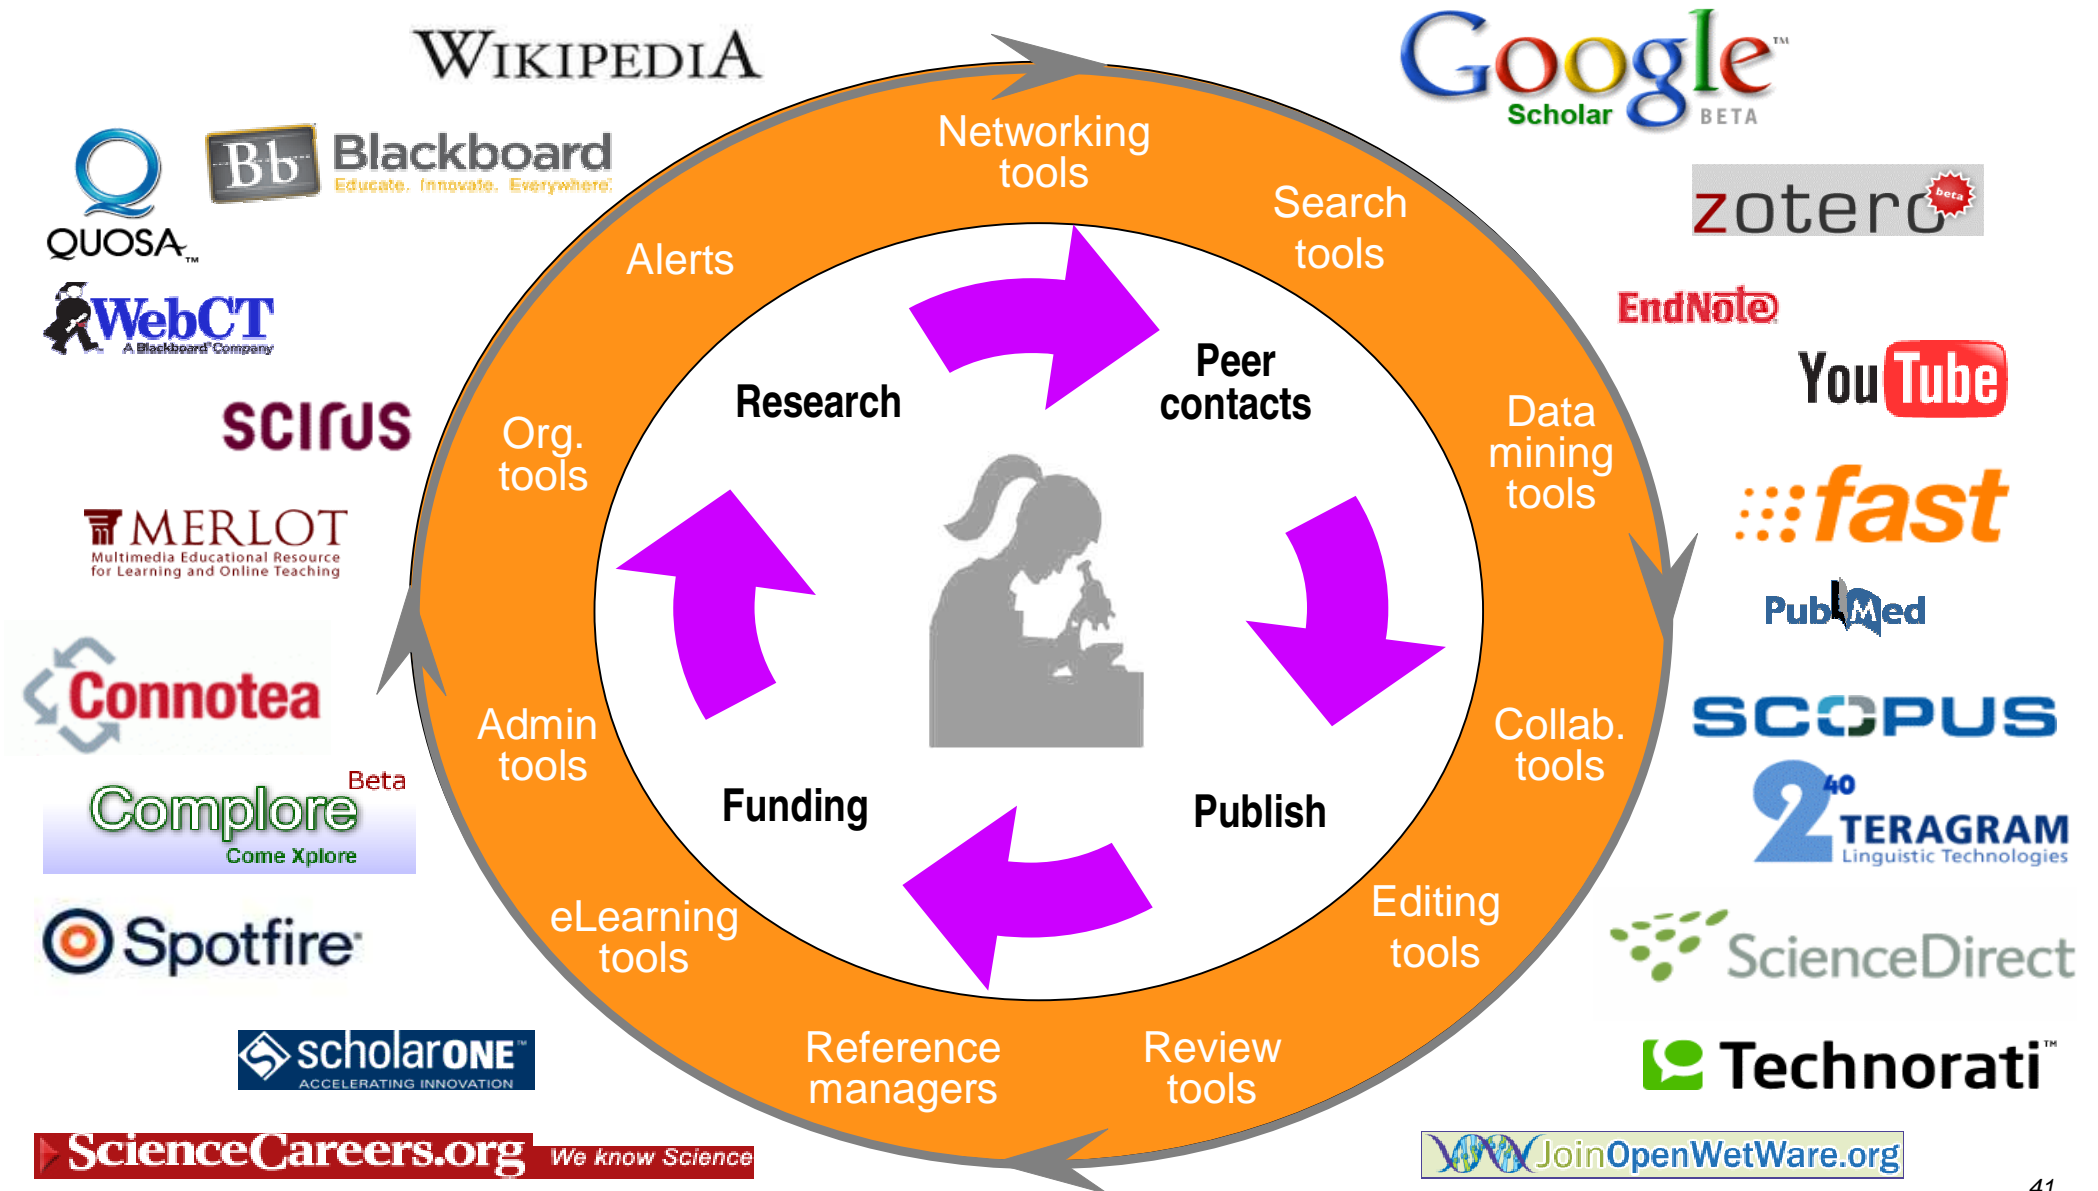 WIKIPEDIA
Google™
Scholar BETA
Bb Blackboard
Educate. Innovate. Everywhere.
QUOSA™
WebCT
A Blackboard Company
SCIRUS
MERLOT
Multimedia Educational Resource
for Learning and Online Teaching
Connotea
Complore Beta
Come Xplore
Spotfire
SCHOLARONE™
ACCELERATING INNOVATION
ScienceCareers.org We know Science
Networking
tools
Search
tools
Data
mining
tools
Collab.
tools
Editing
tools
Review
tools
Reference
managers
eLearning
tools
Admin
tools
Org.
tools
Alerts
Research
Peer
contacts
Publish
Funding
zotero beta
EndNote
YouTube
fast
PubMed
SCOPUS
2 40
TERAGRAM
Linguistic Technologies
ScienceDirect
Technorati™
JoinOpenWetWare.org
41